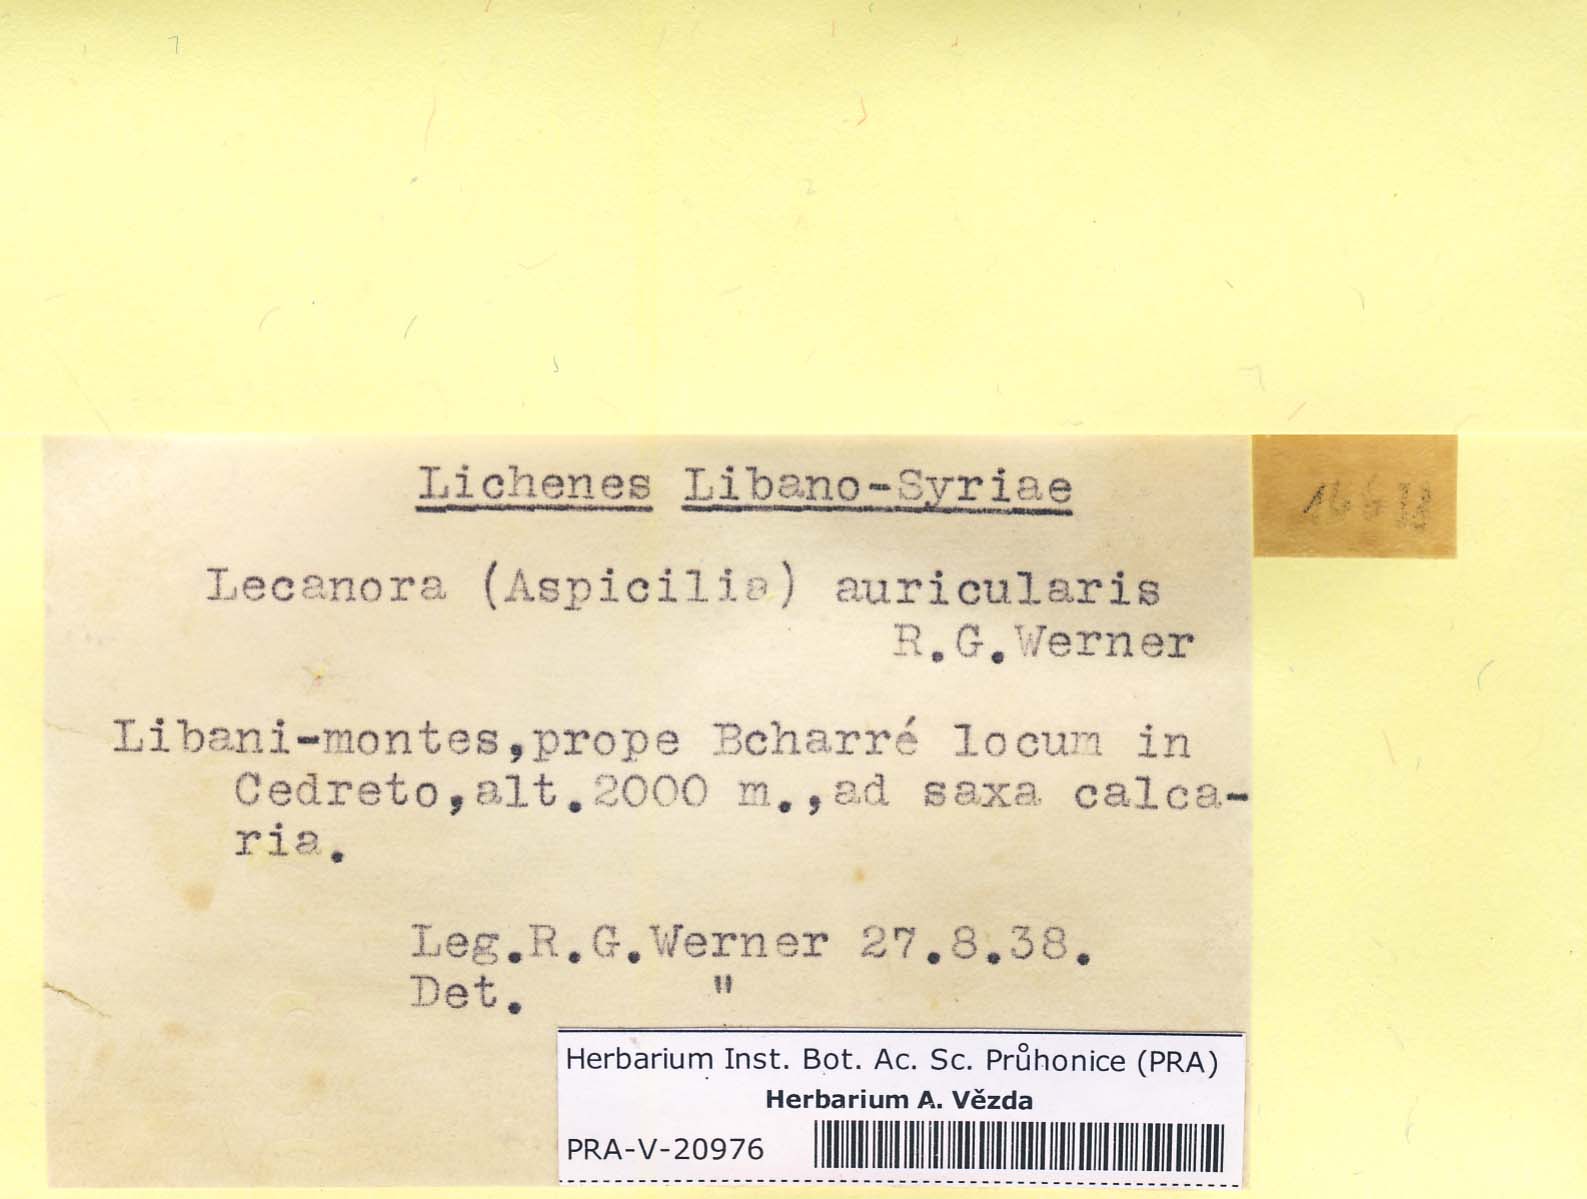 Lichenes Libano-Syriae
Lecanora (Aspicilia) auricularis
R.G.Werner
Libani-montes,prope Bcharré locum in
Cedreto,alt.2000 m.,ad saxa calca-
ria.
Leg.R.G.Werner 27.8.38.
Det. "
Herbarium Inst. Bot. Ac. Sc. Průhonice (PRA)
Herbarium A. Vězda
PRA-V-20976